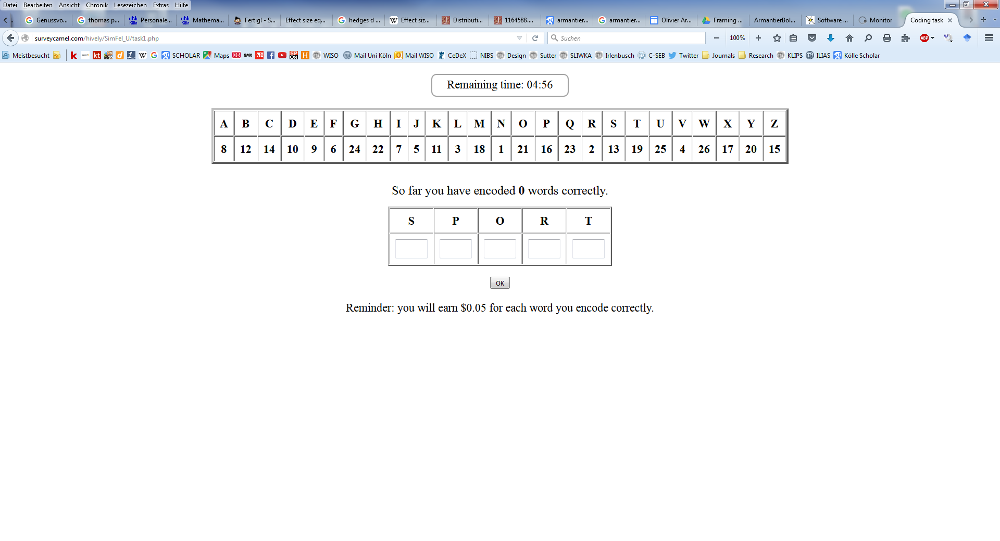 Datei Bearbeiten Ansicht Chronik Lesezeichen Extras Hilfe
Genussvo... thomas p... Personale... Mathema... Fertig! - S... Effect size eq... hedges d ... Effect siz... Distributi... 1164588.... armantier... armantier... Olivier Ar... Framing ... ArmantierBol... Software ... Monitor Coding task
surveycamel.com/hively/SimFel_U/task1.php Suchen 100% ABP
Meistbesucht SCHOLAR Maps DB GMX WISO Mail Uni Köln Mail WISO CeDeX NIBS Design Sutter SLIWKA Irlenbusch C-SEB Twitter Journals Research KLIPS ILIAS Kölle Scholar
Remaining time: 04:56
A B C D E F G H I J K L M N O P Q R S T U V W X Y Z
8 12 14 10 9 6 24 22 7 5 11 3 18 1 21 16 23 2 13 19 25 4 26 17 20 15
So far you have encoded 0 words correctly.
S P O R T
OK
Reminder: you will earn $0.05 for each word you encode correctly.